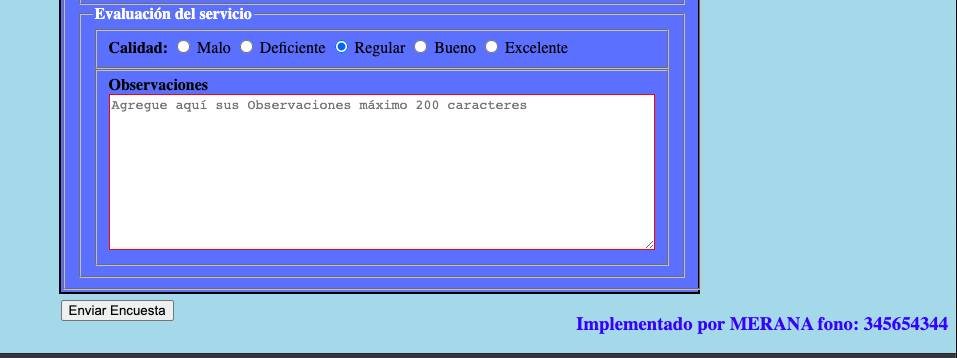 Evaluación del servicio
Calidad: Malo Deficiente Regular Bueno Excelente
Observaciones
Agregue aquí sus Observaciones máximo 200 caracteres
Enviar Encuesta
Implementado por MERANA fono: 345654344